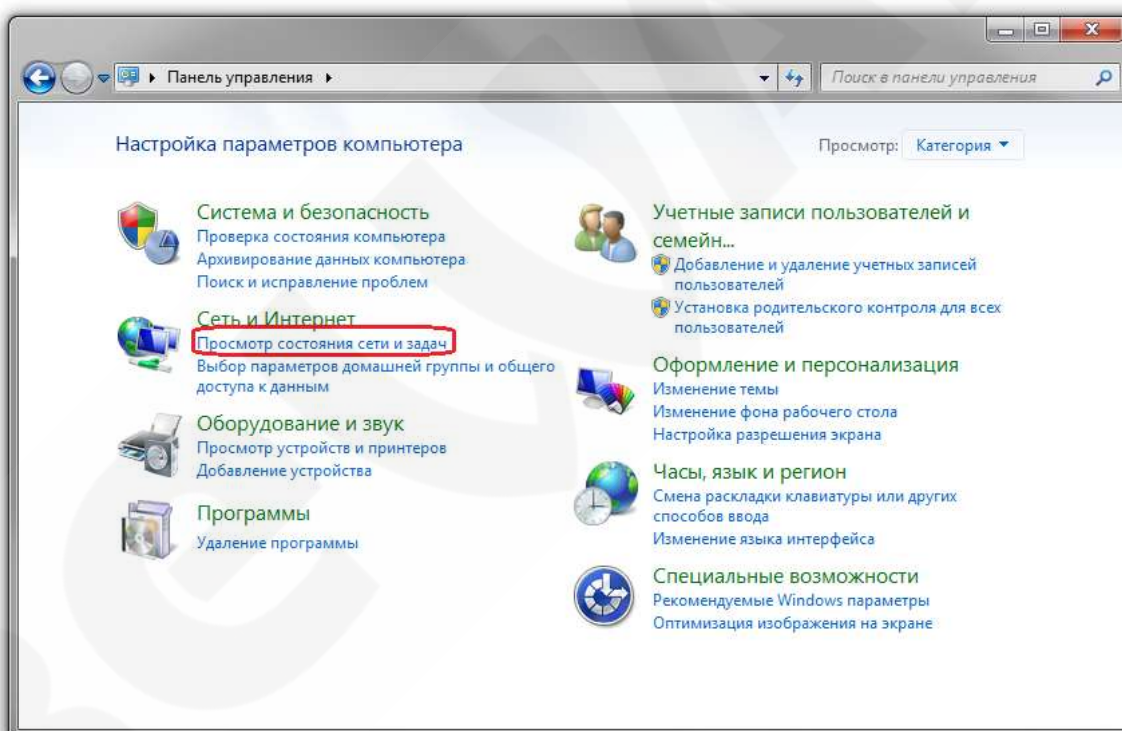 Панель управления
Поиск в панели управления
Настройка параметров компьютера
Просмотр: Категория
Система и безопасность
Проверка состояния компьютера
Архивирование данных компьютера
Поиск и исправление проблем
Сеть и Интернет
Просмотр состояния сети и задач
Выбор параметров домашней группы и общего
доступа к данным
Оборудование и звук
Просмотр устройств и принтеров
Добавление устройства
Программы
Удаление программы
Учетные записи пользователей и
семейн...
Добавление и удаление учетных записей
пользователей
Установка родительского контроля для всех
пользователей
Оформление и персонализация
Изменение темы
Изменение фона рабочего стола
Настройка разрешения экрана
Часы, язык и регион
Смена раскладки клавиатуры или других
способов ввода
Изменение языка интерфейса
Специальные возможности
Рекомендуемые Windows параметры
Оптимизация изображения на экране